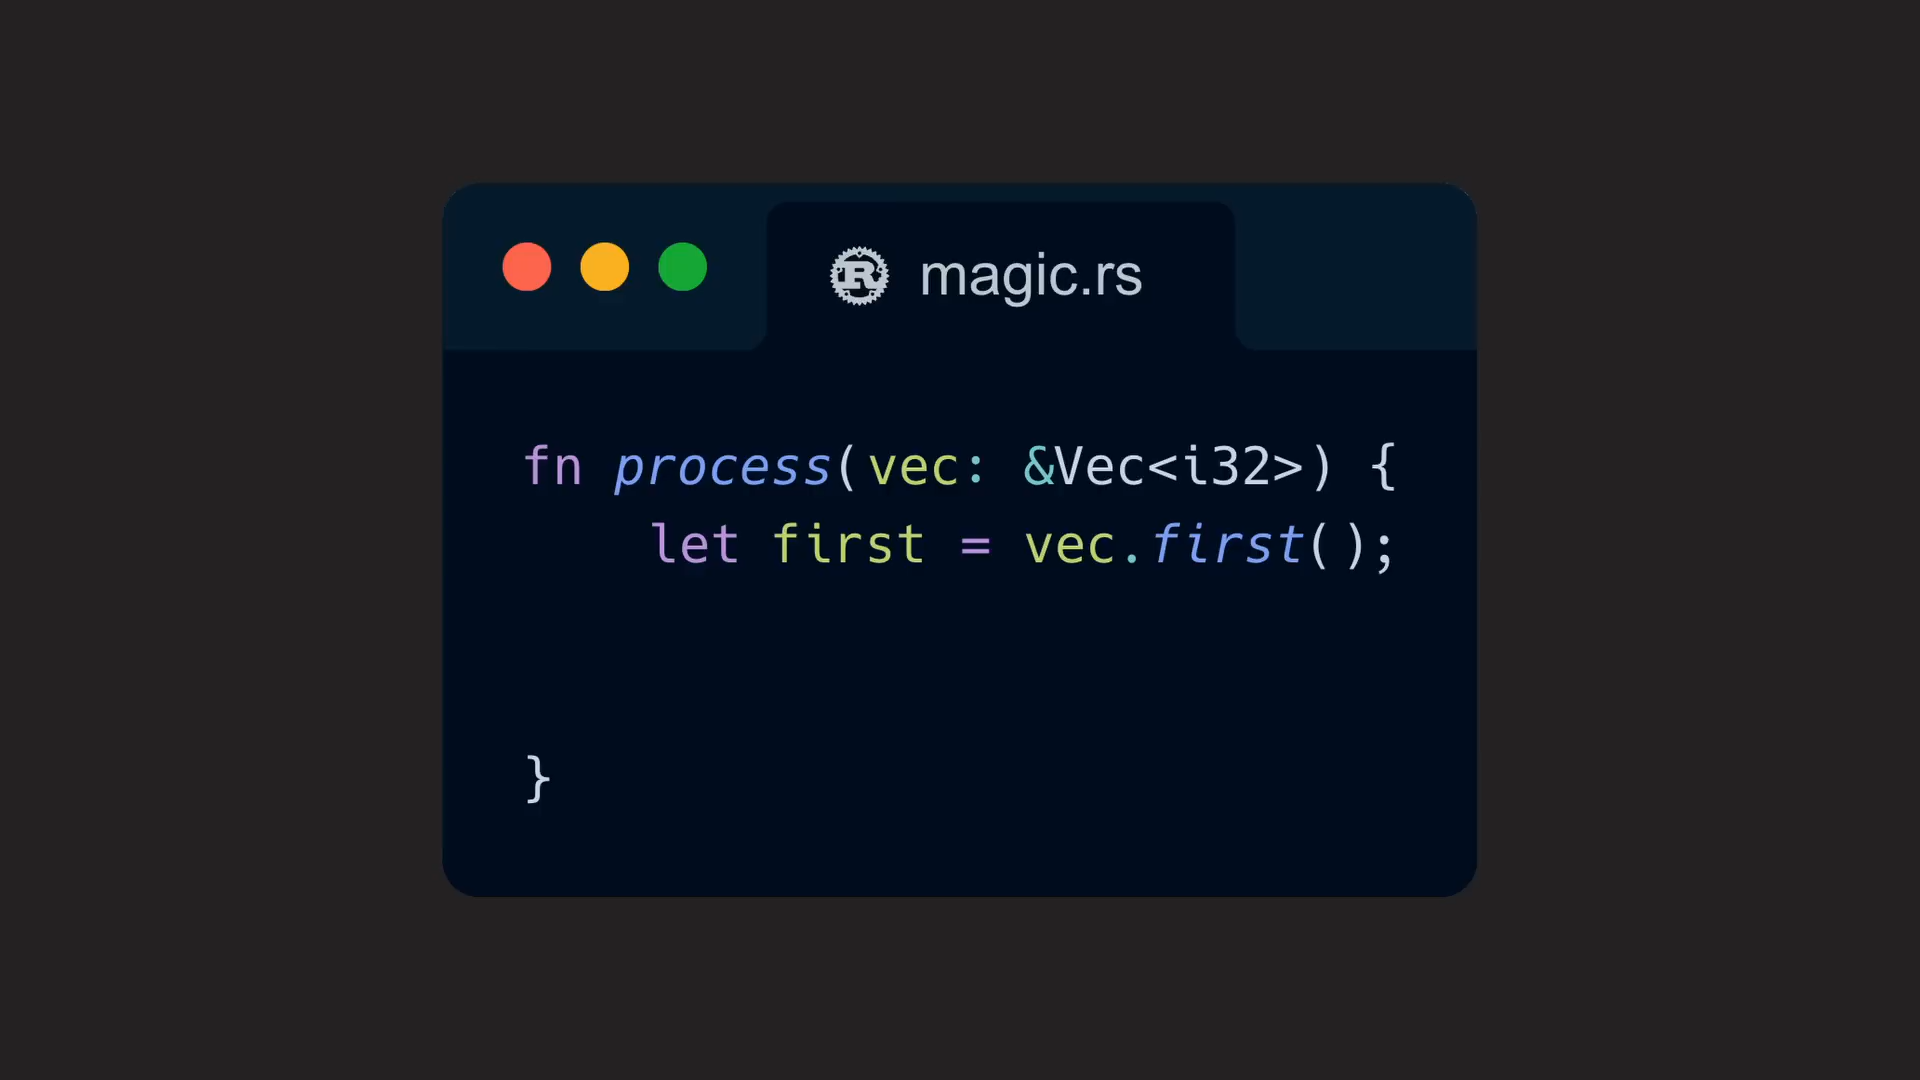 magic.rs
fn process(vec: &Vec<i32>) {
    let first = vec.first();
}